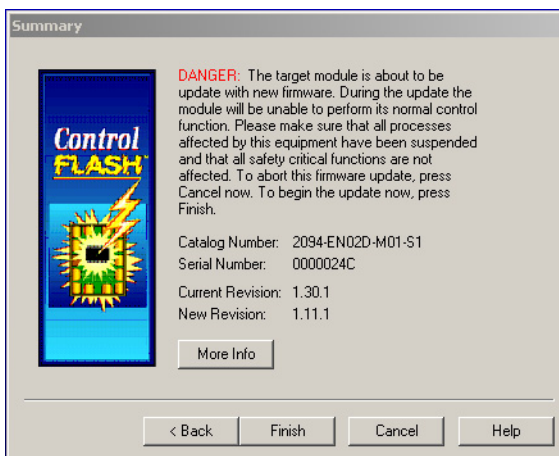 Summary
Control
FLASH
DANGER: The target module is about to be
update with new firmware. During the update the
module will be unable to perform its normal control
function. Please make sure that all processes
affected by this equipment have been suspended
and that all safety critical functions are not
affected. To abort this firmware update, press
Cancel now. To begin the update now, press
Finish.
Catalog Number: 2094-EN02D-M01-S1
Serial Number: 0000024C
Current Revision: 1.30.1
New Revision: 1.11.1
More Info
< Back Finish Cancel Help